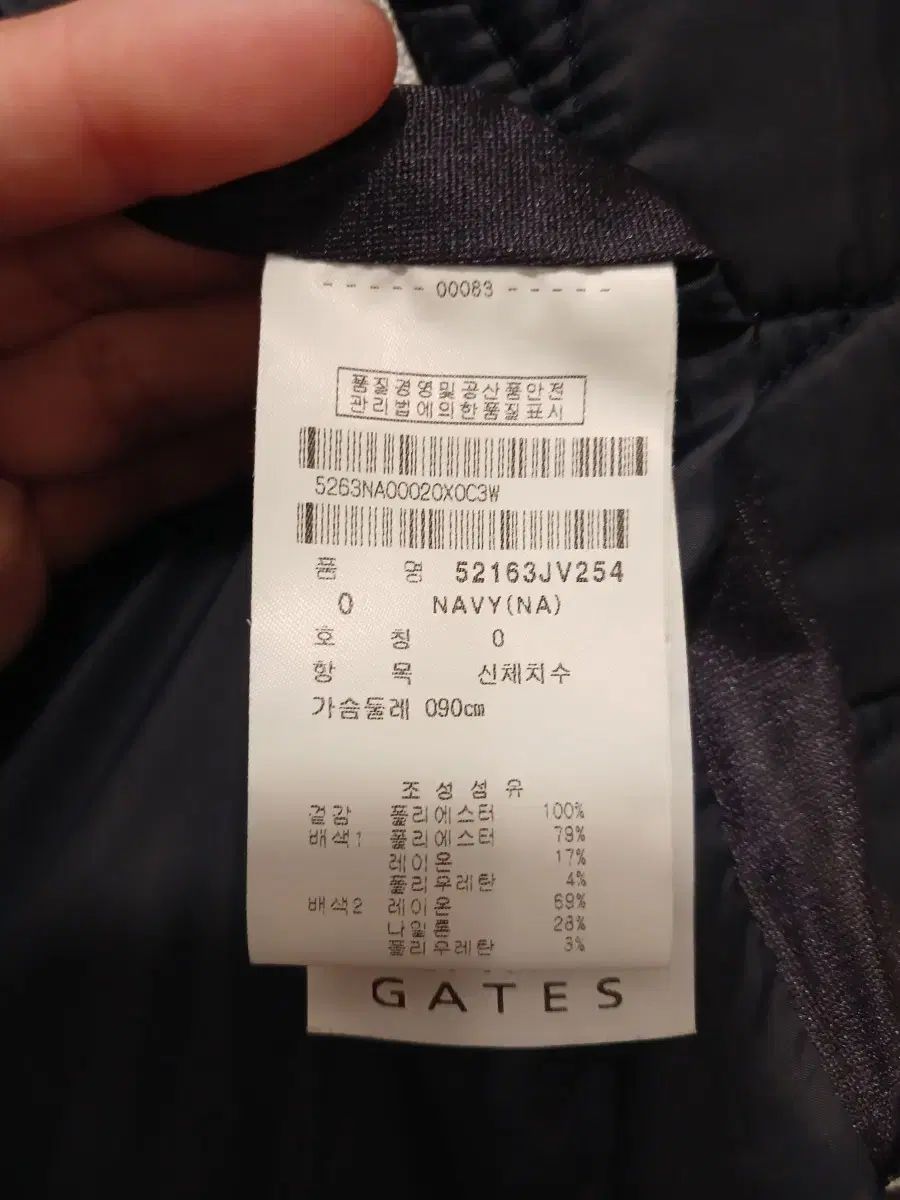 - - - - - 00083 - - - - -
품질경영및공산품안전
관리법에의한품질표시
5263NA00020X0C3W
품 명 52163JV254
0 NAVY(NA)
호 칭 0
항 목 신체치수
가슴둘레 090cm
조 성 섬 유
겉감 폴리에스터 100%
배색1 폴리에스터 79%
레이온 17%
폴리우레탄 4%
배색2 레이온 69%
나일론 28%
폴리우레탄 3%
GATES